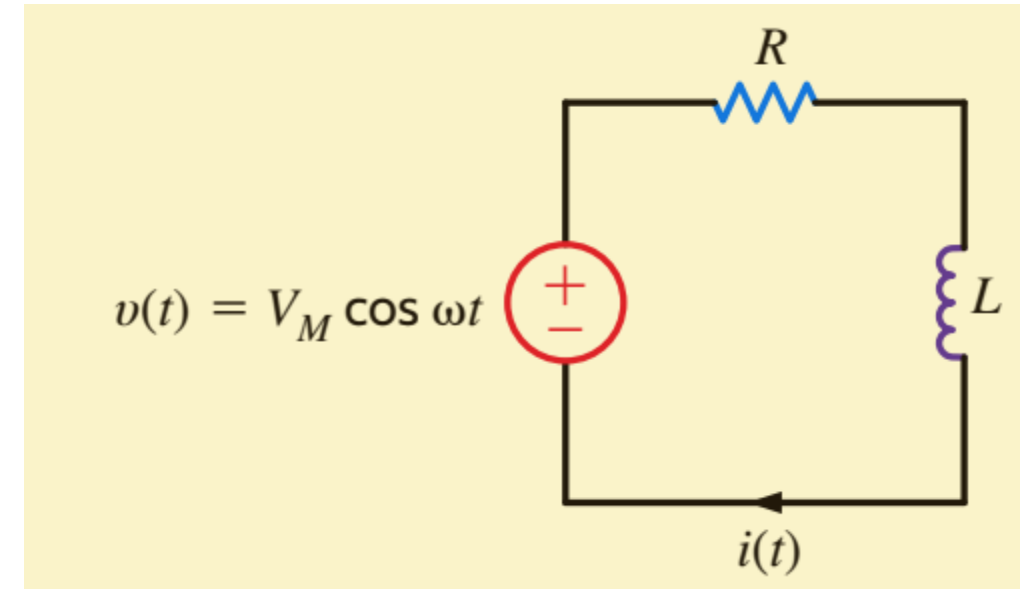 R
+
v(t) = V_M cos ωt
−
L
i(t)